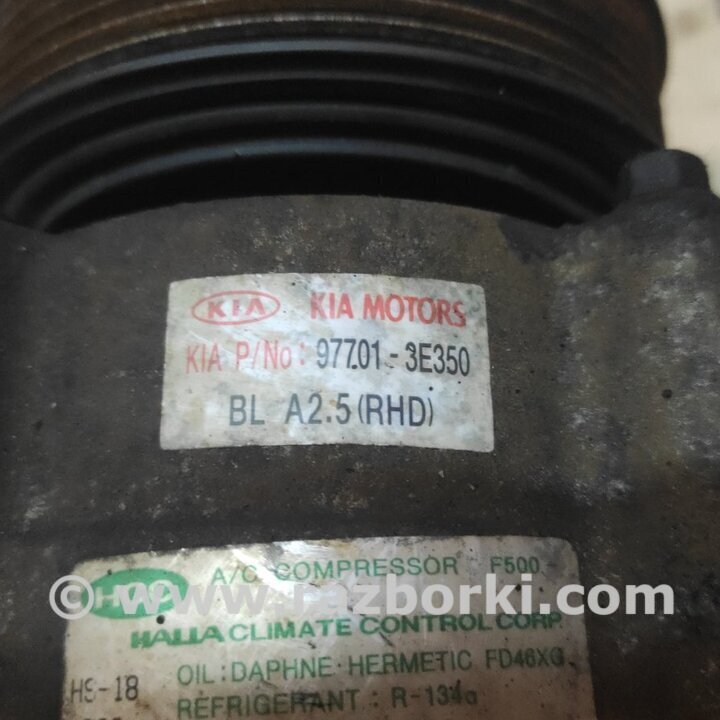 KIA KIA MOTORS
KIA P/No: 97701-3E350
BL A2.5(RHD)
A/C COMPRESSOR F500
HCC
© www.razborki.com
HALLA CLIMATE CONTROL CORP.
OIL:DAPHNE HERMETIC FD46XG
HS-18
REFRIGERANT : R-134a